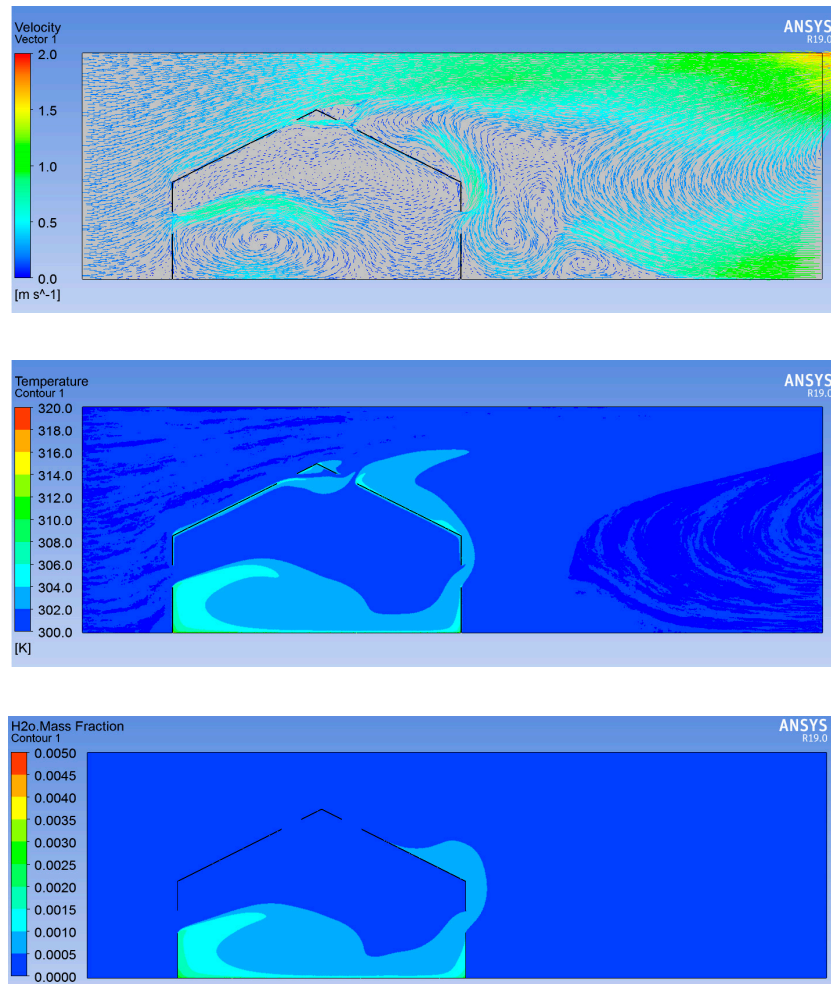 Velocity
Vector 1
ANSYS
R19.0
2.0
1.5
1.0
0.5
0.0
[m s^-1]
Temperature
Contour 1
ANSYS
R19.0
320.0
318.0
316.0
314.0
312.0
310.0
308.0
306.0
304.0
302.0
300.0
[K]
H2o.Mass Fraction
Contour 1
ANSYS
R19.0
0.0050
0.0045
0.0040
0.0035
0.0030
0.0025
0.0020
0.0015
0.0010
0.0005
0.0000